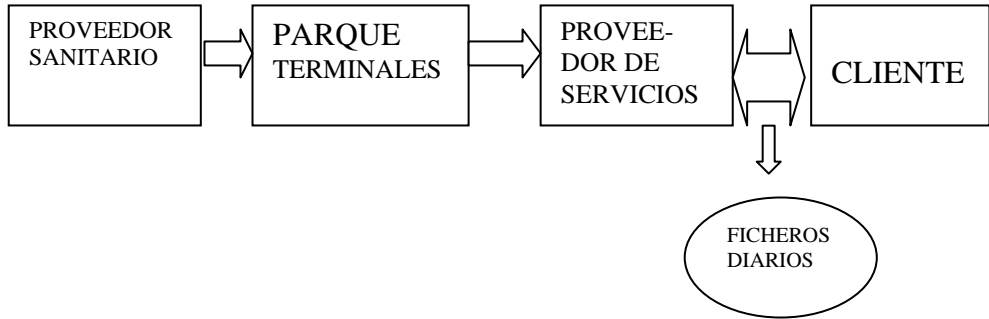 PROVEEDOR
SANITARIO
PARQUE
TERMINALES
PROVEE-
DOR DE
SERVICIOS
CLIENTE
FICHEROS
DIARIOS